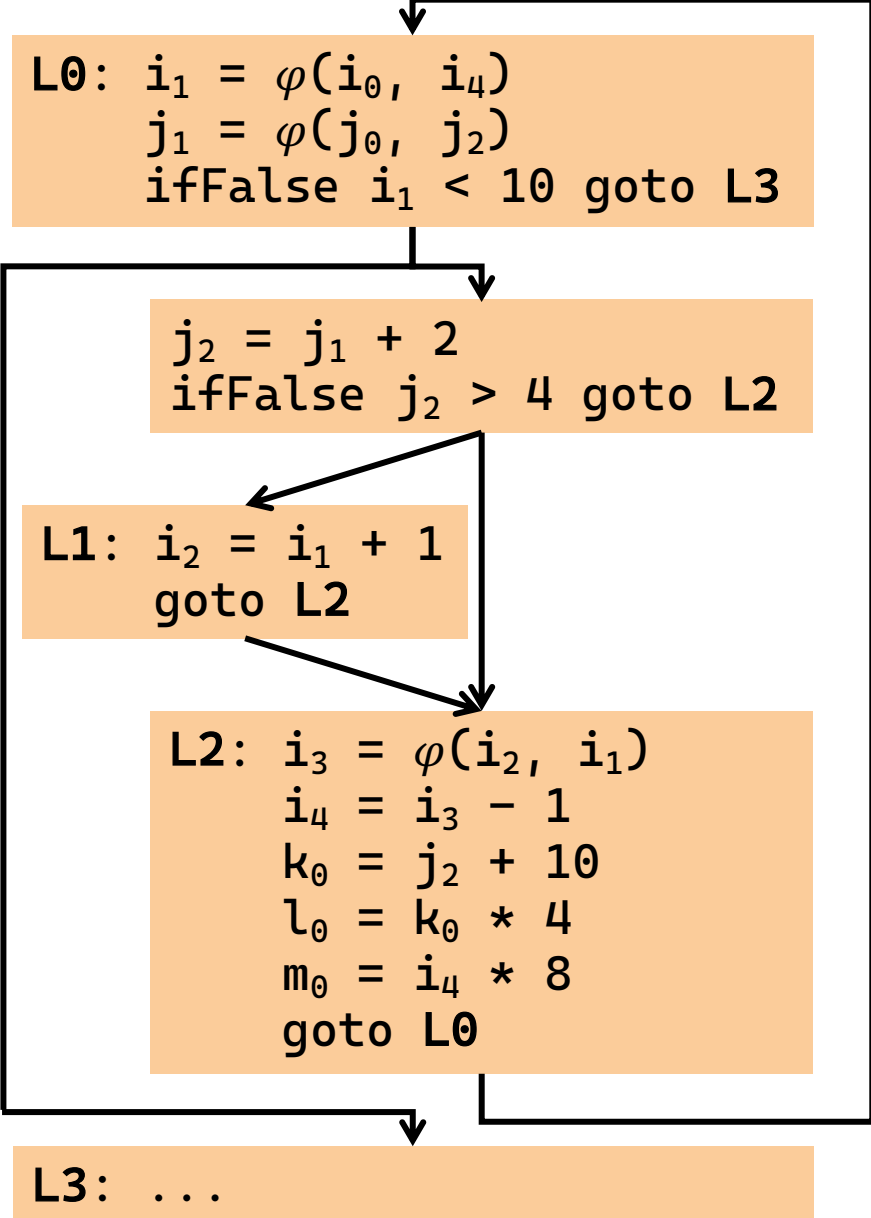 L0: i₁ = φ(i₀, i₄)
j₁ = φ(j₀, j₂)
ifFalse i₁ < 10 goto L3
j₂ = j₁ + 2
ifFalse j₂ > 4 goto L2
L1: i₂ = i₁ + 1
goto L2
L2: i₃ = φ(i₂, i₁)
i₄ = i₃ − 1
k₀ = j₂ + 10
l₀ = k₀ * 4
m₀ = i₄ * 8
goto L0
L3: ...